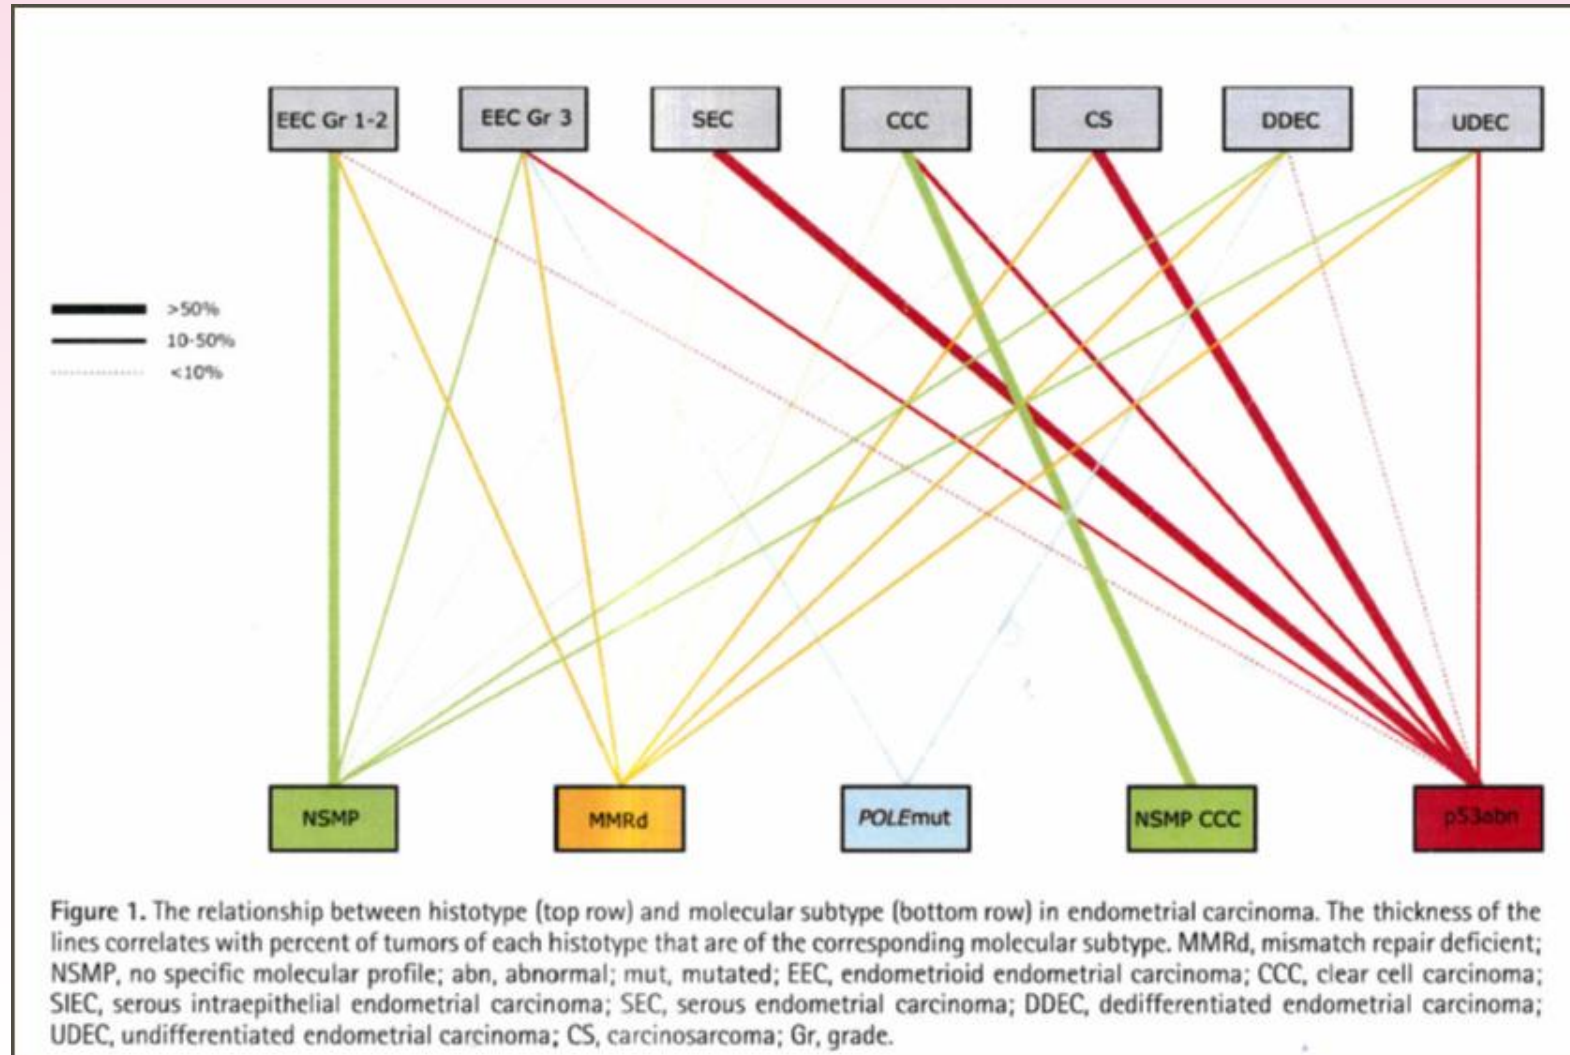 EEC Gr 1-2 EEC Gr 3 SEC CCC CS DDEC UDEC
>50%
10-50%
<10%
NSMP MMRd POLEmut NSMP CCC p53abn
Figure 1. The relationship between histotype (top row) and molecular subtype (bottom row) in endometrial carcinoma. The thickness of the
lines correlates with percent of tumors of each histotype that are of the corresponding molecular subtype. MMRd, mismatch repair deficient;
NSMP, no specific molecular profile; abn, abnormal; mut, mutated; EEC, endometrioid endometrial carcinoma; CCC, clear cell carcinoma;
SIEC, serous intraepithelial endometrial carcinoma; SEC, serous endometrial carcinoma; DDEC, dedifferentiated endometrial carcinoma;
UDEC, undifferentiated endometrial carcinoma; CS, carcinosarcoma; Gr, grade.